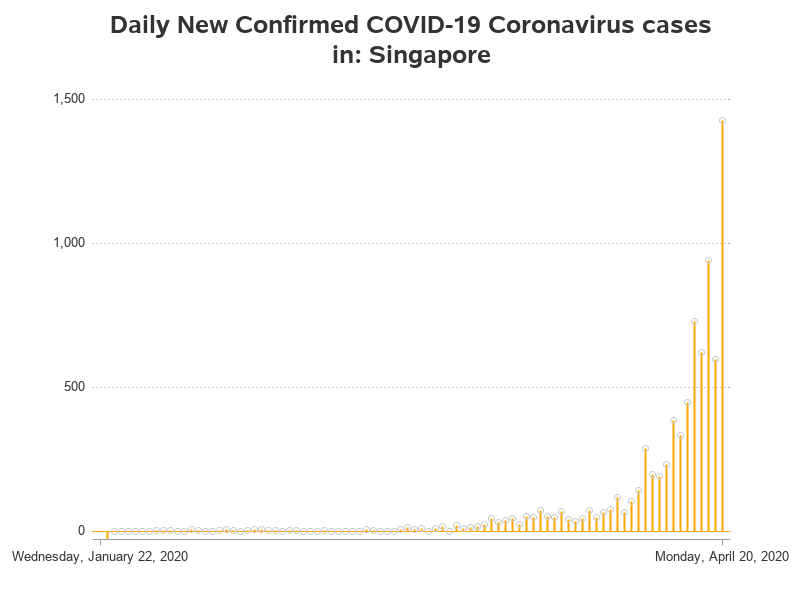 Daily New Confirmed COVID-19 Coronavirus cases
in: Singapore
1,500
1,000
500
0
Wednesday, January 22, 2020
Monday, April 20, 2020